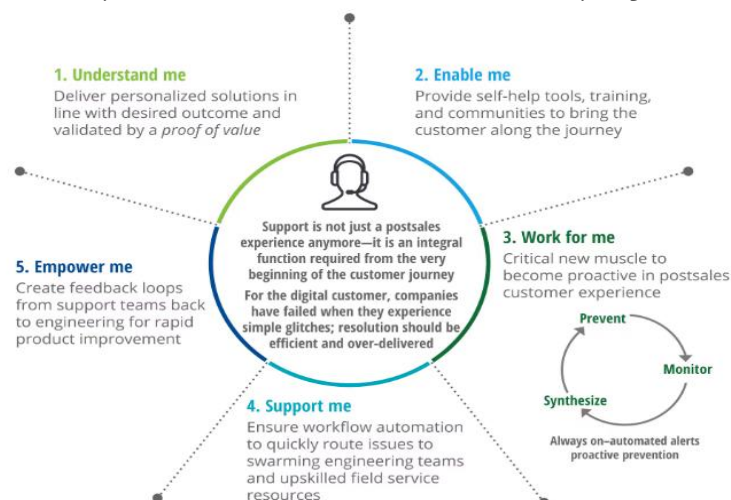 1. Understand me
Deliver personalized solutions in
line with desired outcome and
validated by a proof of value
2. Enable me
Provide self-help tools, training,
and communities to bring the
customer along the journey
Support is not just a postsales
experience anymore—it is an integral
function required from the very
beginning of the customer journey
For the digital customer, companies
have failed when they experience
simple glitches; resolution should be
efficient and over-delivered
3. Work for me
Critical new muscle to
become proactive in postsales
customer experience
Prevent
Monitor
Synthesize
Always on—automated alerts
proactive prevention
4. Support me
Ensure workflow automation
to quickly route issues to
swarming engineering teams
and upskilled field service
resources
5. Empower me
Create feedback loops
from support teams back
to engineering for rapid
product improvement